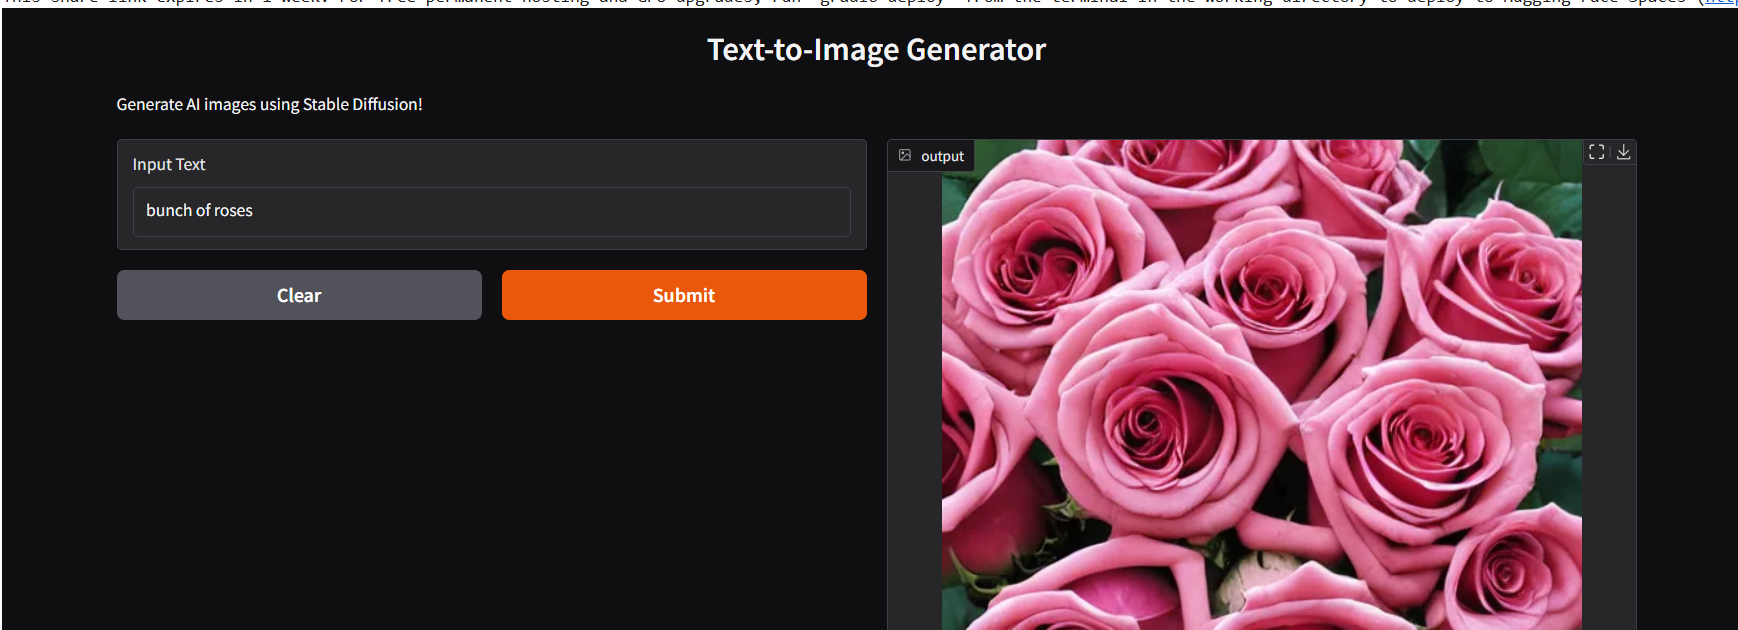 This share link expires in 1 week. For free permanent hosting and GPU upgrades, run `gradio deploy` from the terminal in the working directory to deploy to Hugging Face Spaces (
Text-to-Image Generator
Generate AI images using Stable Diffusion!
Input Text
bunch of roses
Clear
Submit
output